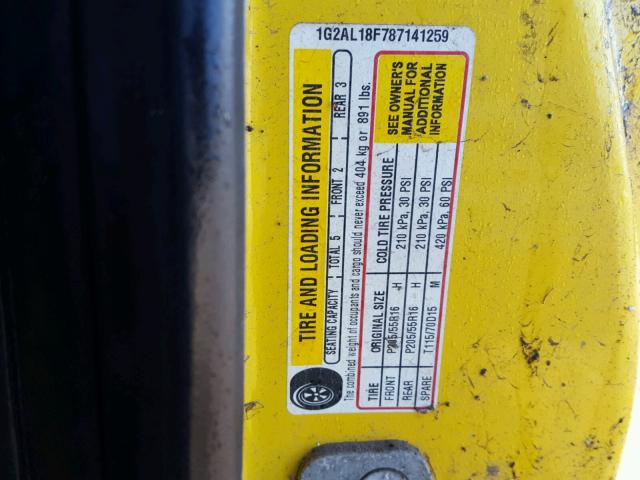 1G2AL18F787141259
TIRE AND LOADING INFORMATION
SEATING CAPACITY | TOTAL 5 | FRONT 2 | REAR 3
The combined weight of occupants and cargo should never exceed 404 kg or 891 lbs.
TIRE ORIGINAL SIZE COLD TIRE PRESSURE
FRONT P205/55R16 H 210 kPa, 30 PSI
REAR P205/55R16 H 210 kPa, 30 PSI
SPARE T115/70D15 M 420 kPa, 60 PSI
SEE OWNER'S
MANUAL FOR
ADDITIONAL
INFORMATION